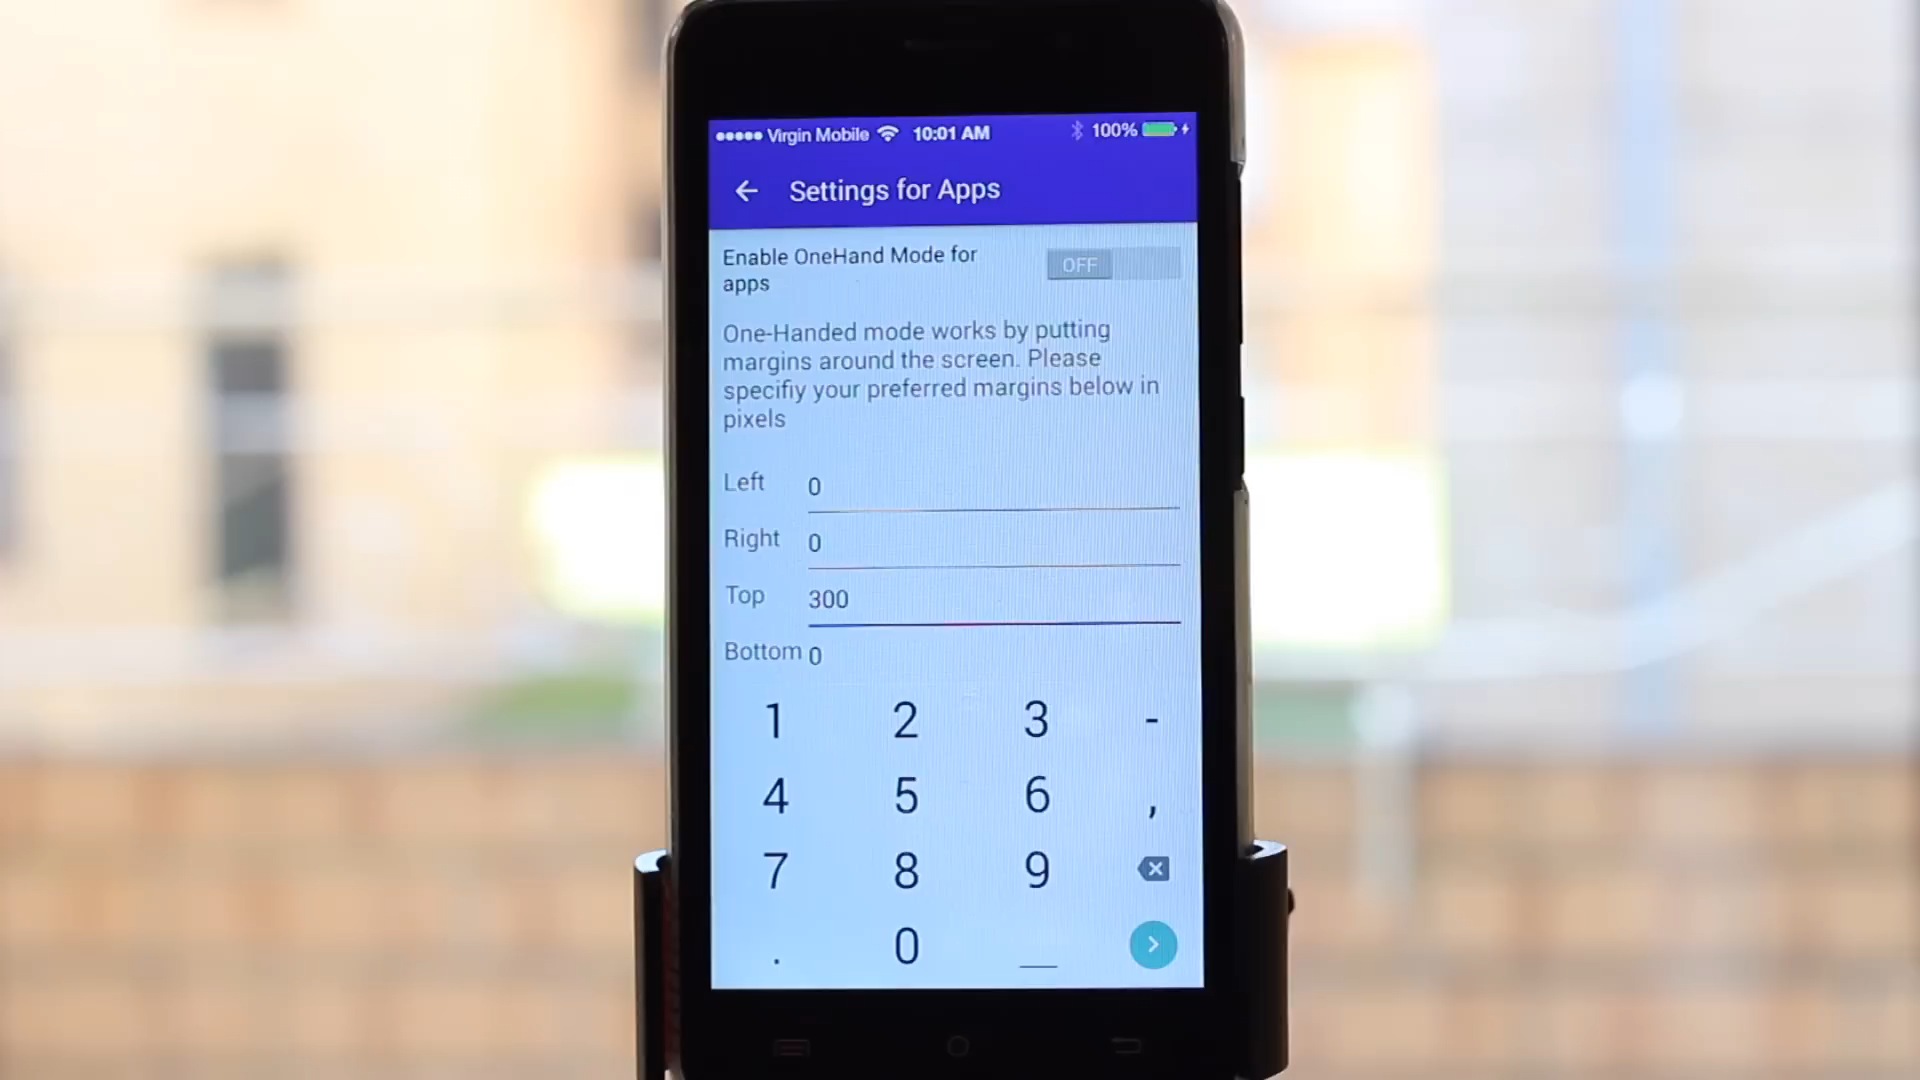 Virgin Mobile 10:01 AM 100%
Settings for Apps
Enable OneHand Mode for
apps
OFF
One-Handed mode works by putting
margins around the screen. Please
specifiy your preferred margins below in
pixels
Left 0
Right 0
Top 300
Bottom 0
1 2 3 -
4 5 6 ,
7 8 9
. 0 _